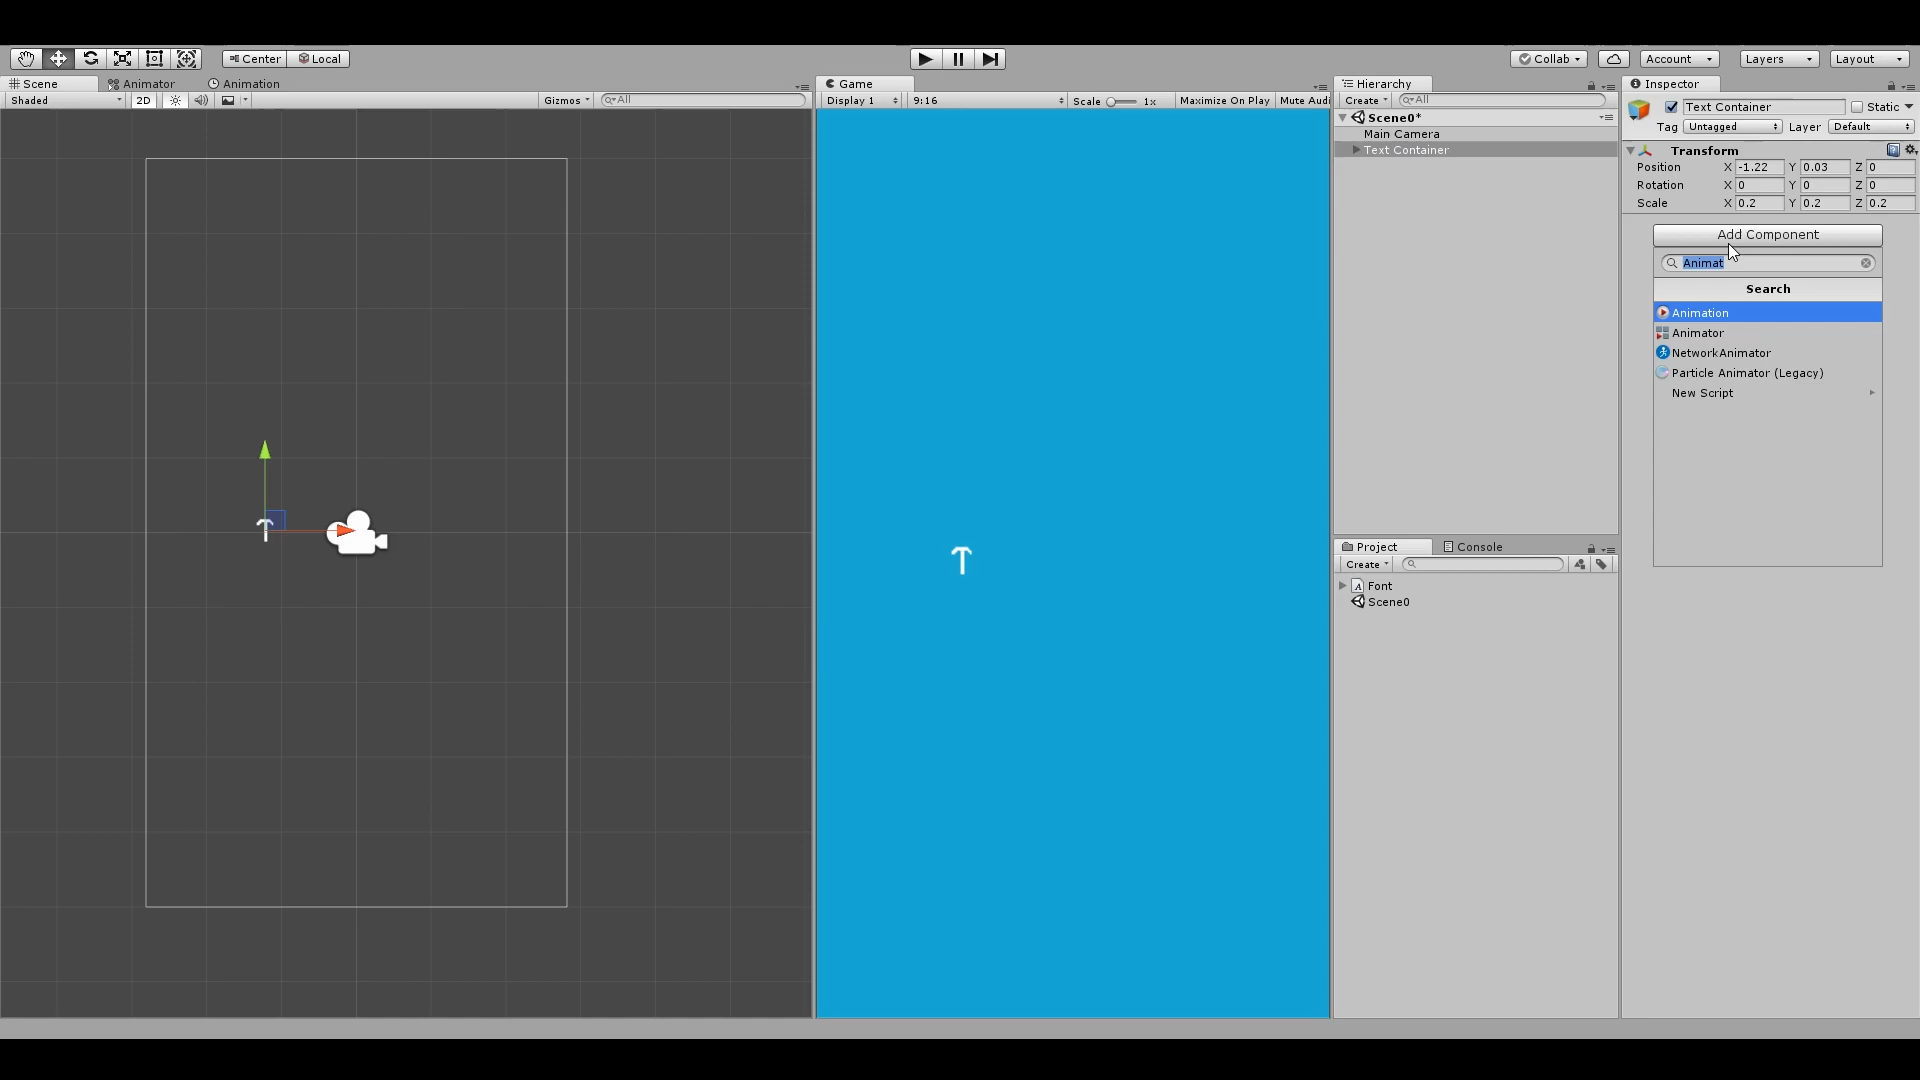 Center Local
Collab Account Layers Layout
Scene Animator Animation
Shaded 2D Gizmos All
Game
Display 1 9:16 Scale 1x Maximize On Play Mute Audi
T
Hierarchy
Create All
Scene0*
Main Camera
Text Container
Project Console
Create
Font
Scene0
Inspector
Text Container Static
Tag Untagged Layer Default
Transform
Position X -1.22 Y 0.03 Z 0
Rotation X 0 Y 0 Z 0
Scale X 0.2 Y 0.2 Z 0.2
Add Component
Animat
Search
Animation
Animator
NetworkAnimator
Particle Animator (Legacy)
New Script